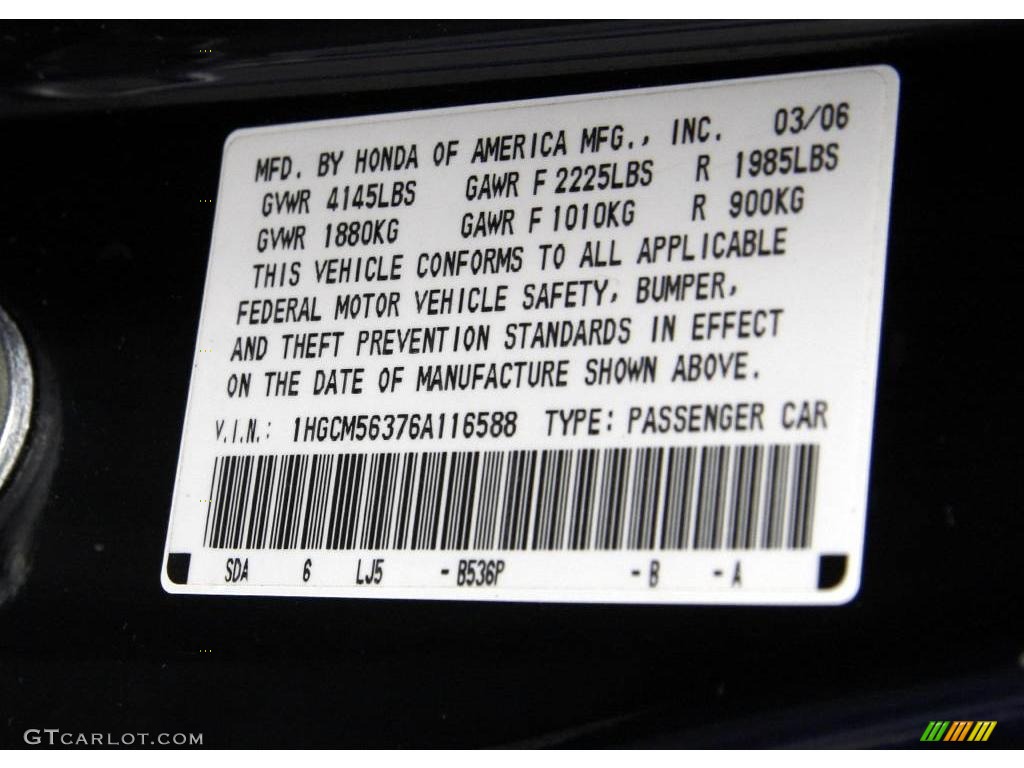 MFD. BY HONDA OF AMERICA MFG., INC. 03/06
GVWR 4145LBS GAWR F 2225LBS R 1985LBS
GVWR 1880KG GAWR F 1010KG R 900KG
THIS VEHICLE CONFORMS TO ALL APPLICABLE
FEDERAL MOTOR VEHICLE SAFETY, BUMPER,
AND THEFT PREVENTION STANDARDS IN EFFECT
ON THE DATE OF MANUFACTURE SHOWN ABOVE.
V.I.N.: 1HGCM56376A116588 TYPE: PASSENGER CAR
SDA 6 LJ5 -B536P -B -A
GTCARLOT.COM